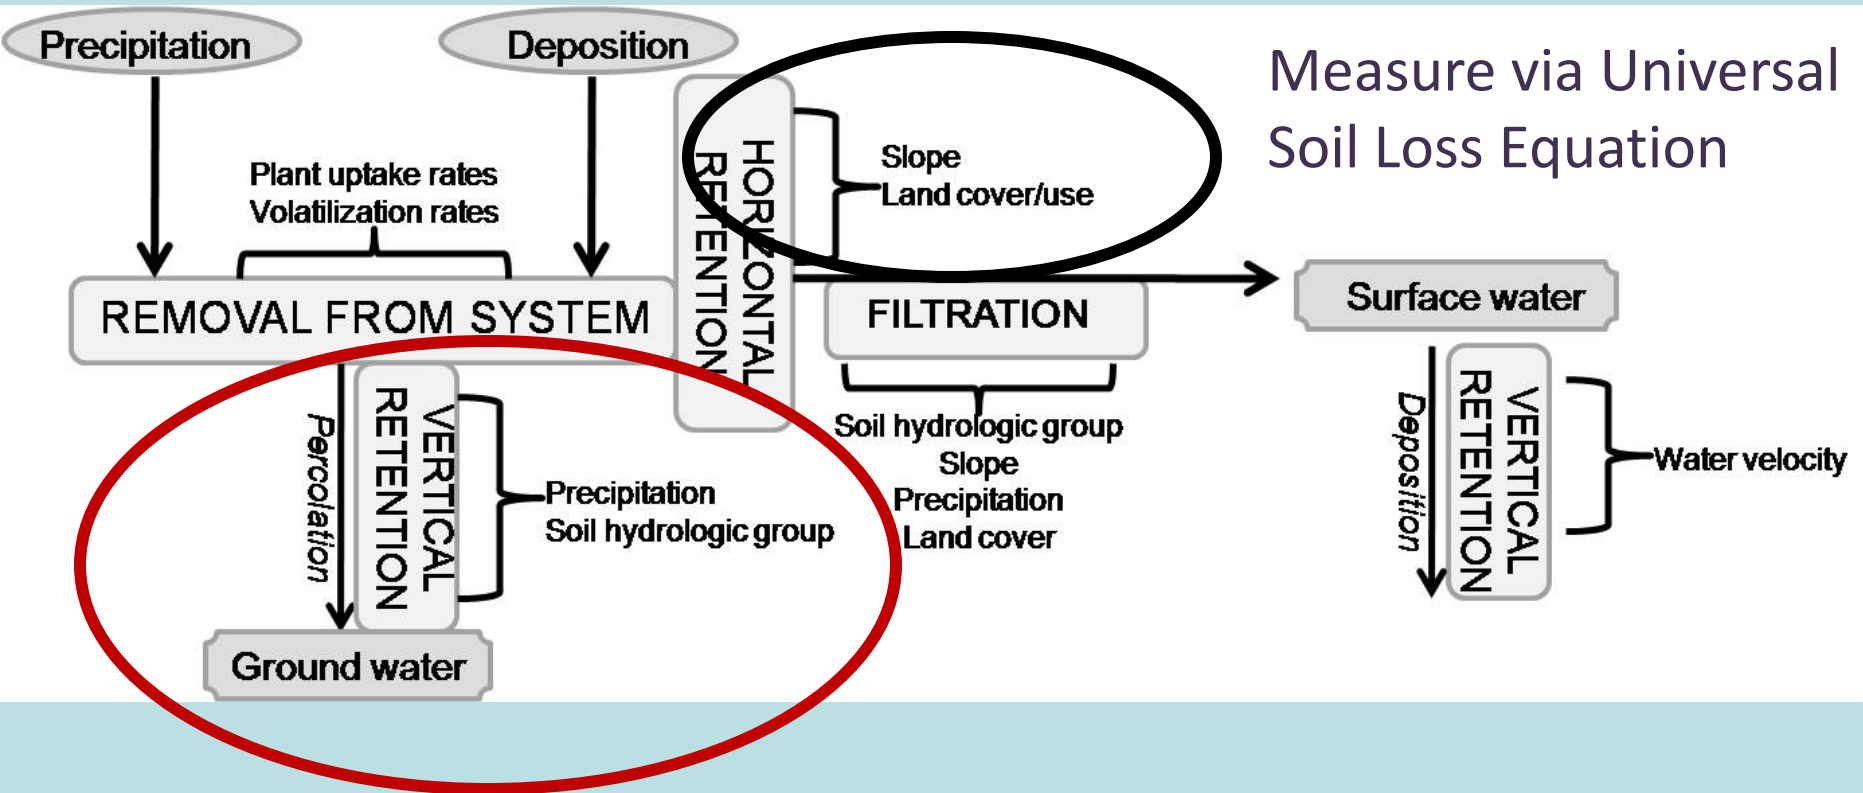 Precipitation
Deposition
Measure via Universal
Soil Loss Equation
Plant uptake rates
Volatilization rates
HORIZONTAL
RETENTION
Slope
Land cover/use
REMOVAL FROM SYSTEM
FILTRATION
Surface water
Percolation
VERTICAL
RETENTION
Precipitation
Soil hydrologic group
Soil hydrologic group
Slope
Precipitation
Land cover
Deposition
VERTICAL
RETENTION
Water velocity
Ground water